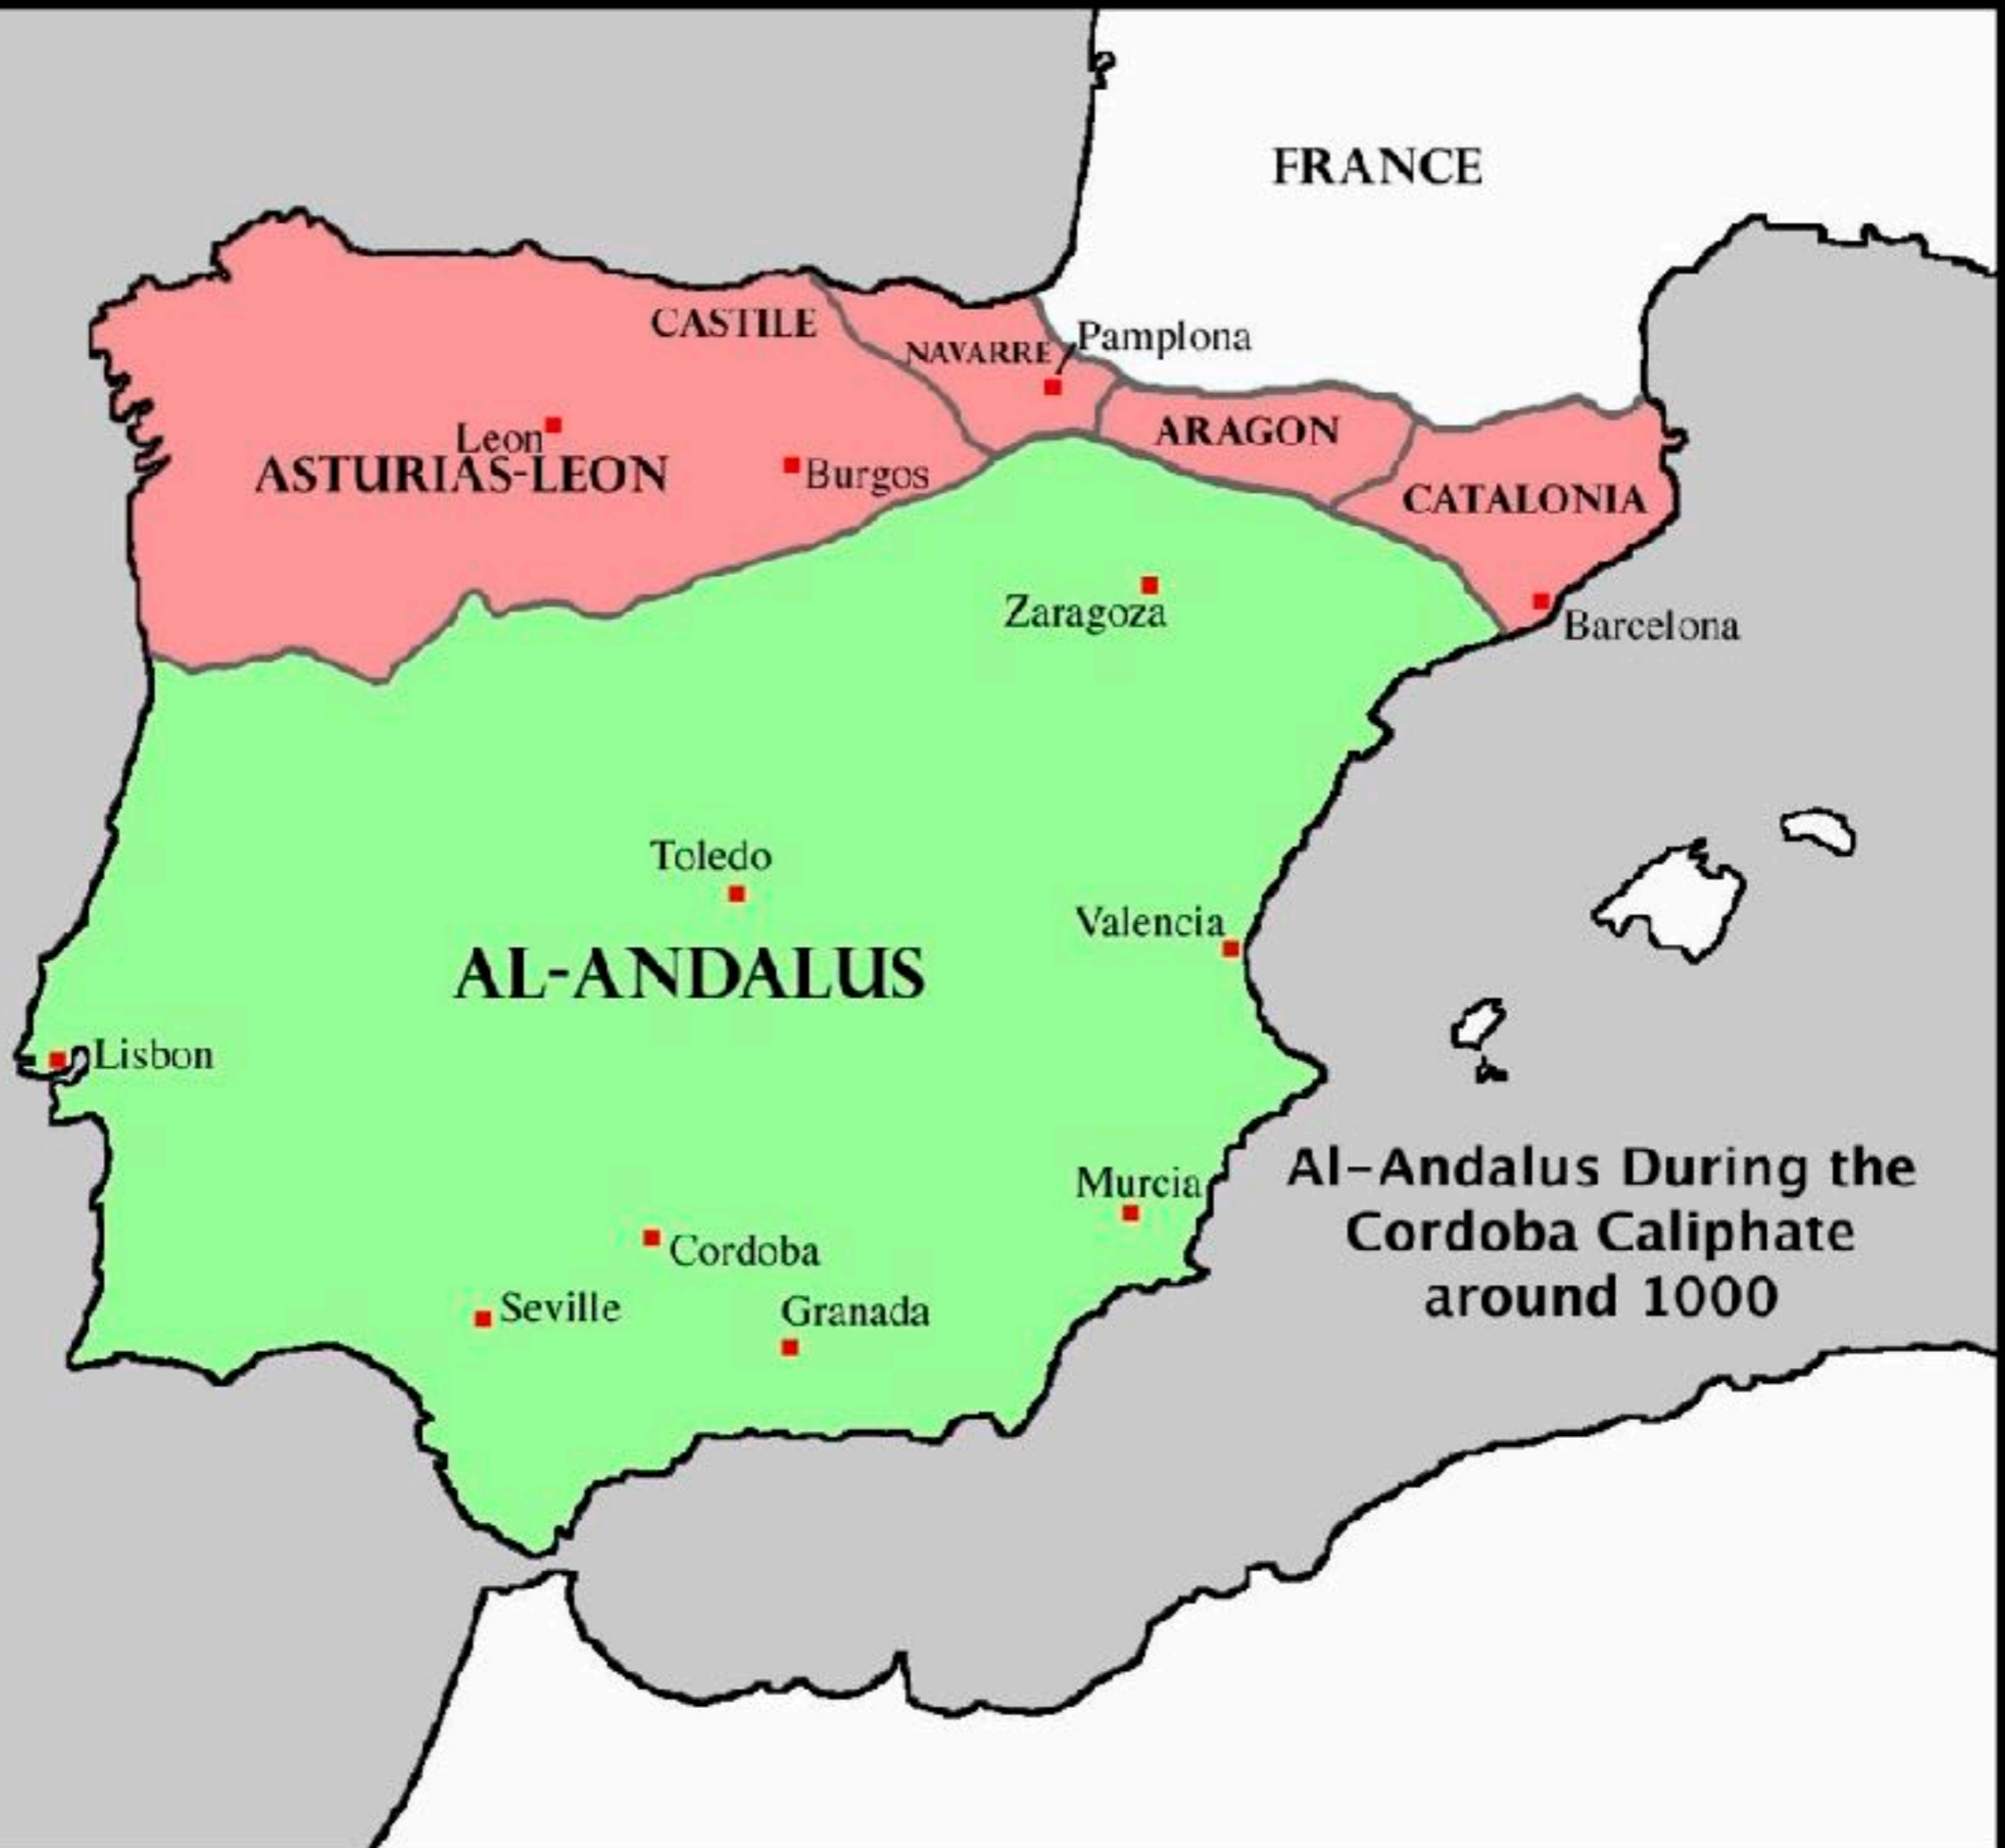 FRANCE
CASTILE
NAVARRE
Pamplona
ARAGON
Leon
ASTURIAS-LEON
Burgos
CATALONIA
Zaragoza
Barcelona
Toledo
Valencia
AL-ANDALUS
Lisbon
Murcia
Cordoba
Seville
Granada
Al-Andalus During the
Cordoba Caliphate
around 1000